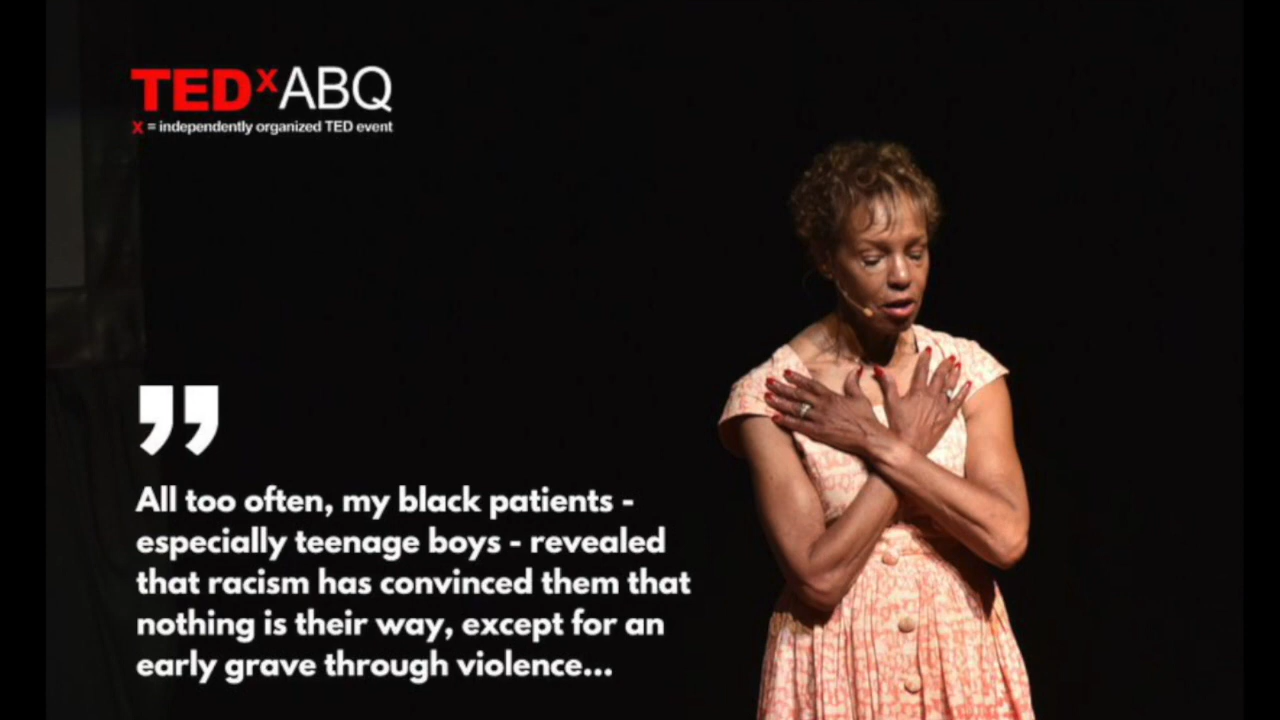 TEDxABQ
x = independently organized TED event
”
All too often, my black patients -
especially teenage boys - revealed
that racism has convinced them that
nothing is their way, except for an
early grave through violence...